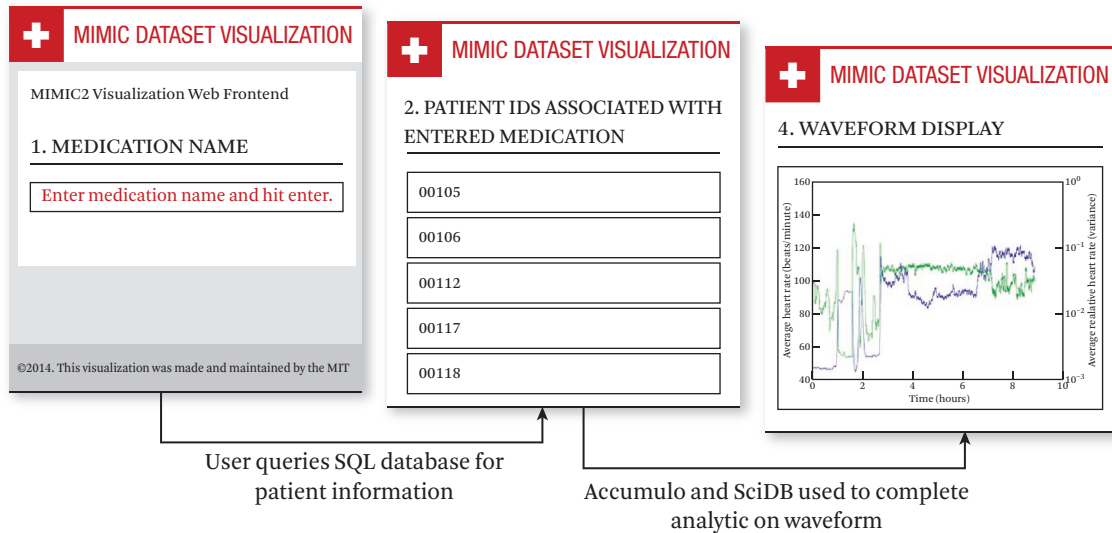 MIMIC DATASET VISUALIZATION
MIMIC2 Visualization Web Frontend
1. MEDICATION NAME
Enter medication name and hit enter.
©2014. This visualization was made and maintained by the MIT
MIMIC DATASET VISUALIZATION
2. PATIENT IDS ASSOCIATED WITH
ENTERED MEDICATION
00105
00106
00112
00117
00118
MIMIC DATASET VISUALIZATION
4. WAVEFORM DISPLAY
Average heart rate (beats/minute)
160
140
120
100
80
60
40
0 2 4 6 8 10
Time (hours)
10⁰
10⁻¹
10⁻²
10⁻³
Average realative heart rate (variance)
User queries SQL database for
patient information
Accumulo and SciDB used to complete
analytic on waveform